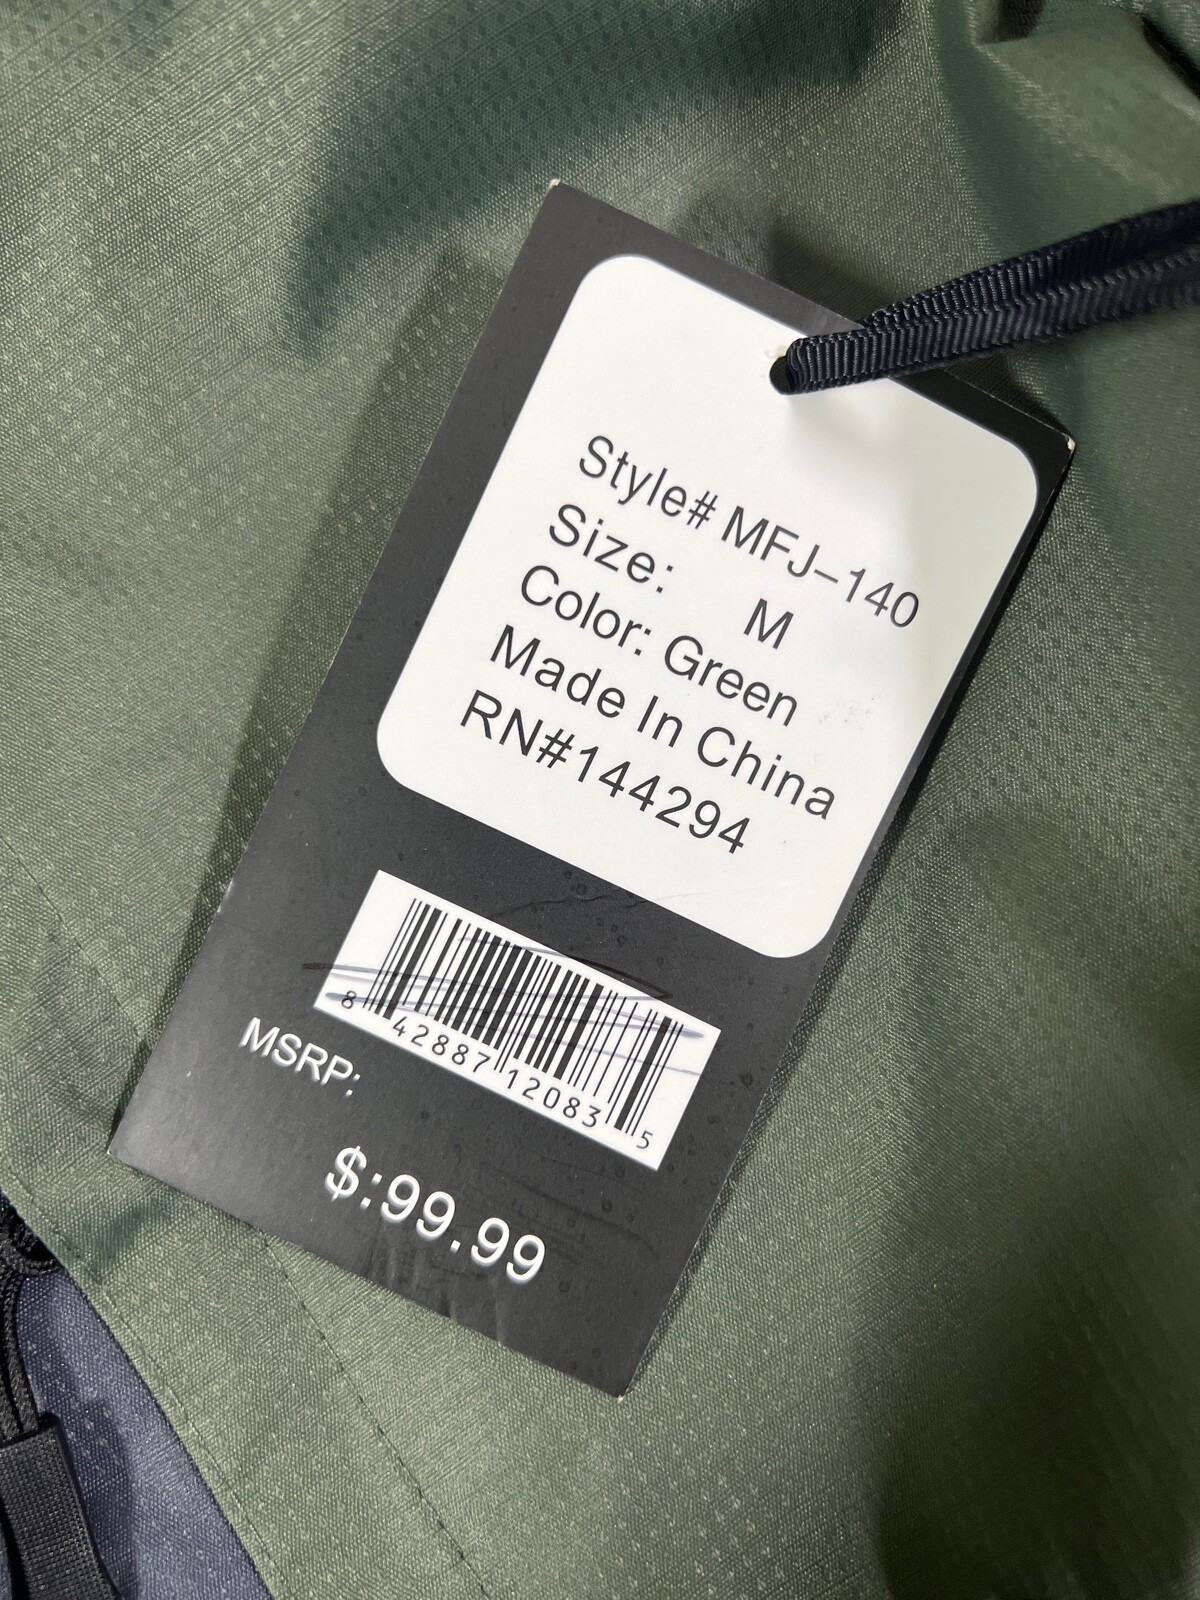 Style# MFJ-140
Size: M
Color: Green
Made In China
RN#144294
8 42887 12083 5
MSRP:
$:99.99